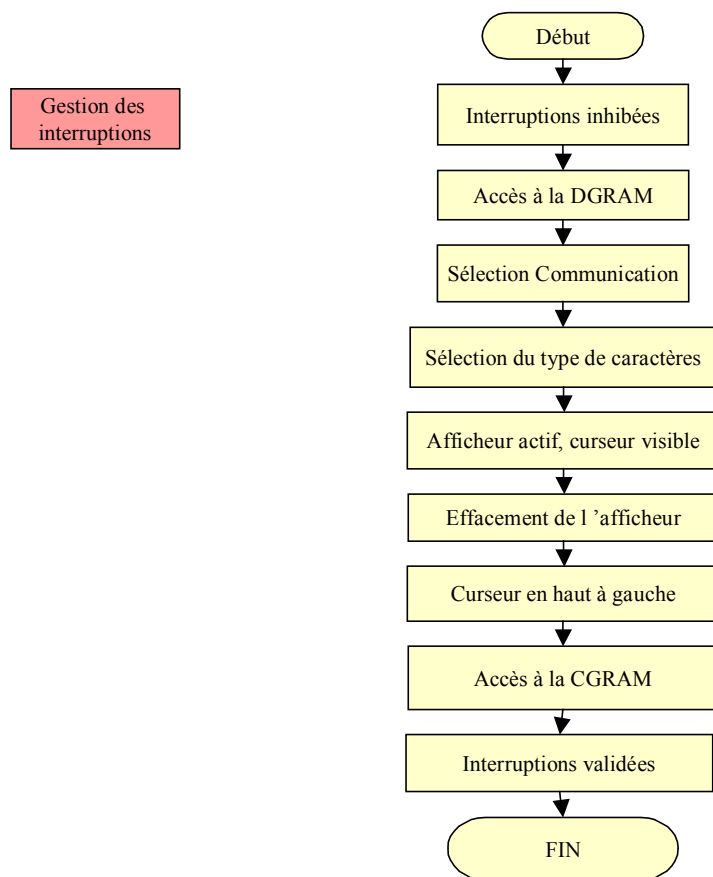 Début
Gestion des
interruptions
Interruptions inhibées
Accès à la DGRAM
Sélection Communication
Sélection du type de caractères
Afficheur actif, curseur visible
Effacement de l ’afficheur
Curseur en haut à gauche
Accès à la CGRAM
Interruptions validées
FIN